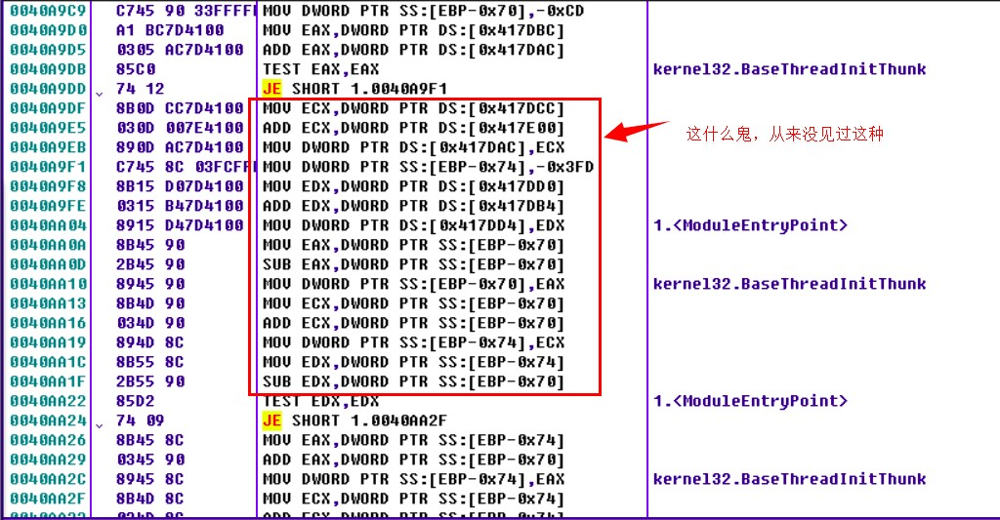 0040A9C9 C745 90 33FFFFF MOV DWORD PTR SS:[EBP-0x70],-0xCD
0040A9D0 A1 BC7D4100 MOV EAX,DWORD PTR DS:[0x417DBC]
0040A9D5 0305 AC7D4100 ADD EAX,DWORD PTR DS:[0x417DAC]
0040A9DB 85C0 TEST EAX,EAX kernel32.BaseThreadInitThunk
0040A9DD 74 12 JE SHORT 1.0040A9F1
0040A9DF 8B0D CC7D4100 MOV ECX,DWORD PTR DS:[0x417DCC]
0040A9E5 030D 007E4100 ADD ECX,DWORD PTR DS:[0x417E00] 这什么鬼，从来没见过这种
0040A9EB 890D AC7D4100 MOV DWORD PTR DS:[0x417DAC],ECX
0040A9F1 C745 8C 03FCFFF MOV DWORD PTR SS:[EBP-0x74],-0x3FD
0040A9F8 8B15 D07D4100 MOV EDX,DWORD PTR DS:[0x417DD0]
0040A9FE 0315 B47D4100 ADD EDX,DWORD PTR DS:[0x417DB4]
0040AA04 8915 D47D4100 MOV DWORD PTR DS:[0x417DD4],EDX 1.<ModuleEntryPoint>
0040AA0A 8B45 90 MOV EAX,DWORD PTR SS:[EBP-0x70]
0040AA0D 2B45 90 SUB EAX,DWORD PTR SS:[EBP-0x70]
0040AA10 8945 90 MOV DWORD PTR SS:[EBP-0x70],EAX kernel32.BaseThreadInitThunk
0040AA13 8B4D 90 MOV ECX,DWORD PTR SS:[EBP-0x70]
0040AA16 034D 90 ADD ECX,DWORD PTR SS:[EBP-0x70]
0040AA19 894D 8C MOV DWORD PTR SS:[EBP-0x74],ECX
0040AA1C 8B55 8C MOV EDX,DWORD PTR SS:[EBP-0x74]
0040AA1F 2B55 90 SUB EDX,DWORD PTR SS:[EBP-0x70]
0040AA22 85D2 TEST EDX,EDX 1.<ModuleEntryPoint>
0040AA24 74 09 JE SHORT 1.0040AA2F
0040AA26 8B45 8C MOV EAX,DWORD PTR SS:[EBP-0x74]
0040AA29 0345 90 ADD EAX,DWORD PTR SS:[EBP-0x70]
0040AA2C 8945 8C MOV DWORD PTR SS:[EBP-0x74],EAX kernel32.BaseThreadInitThunk
0040AA2F 8B4D 8C MOV ECX,DWORD PTR SS:[EBP-0x74]